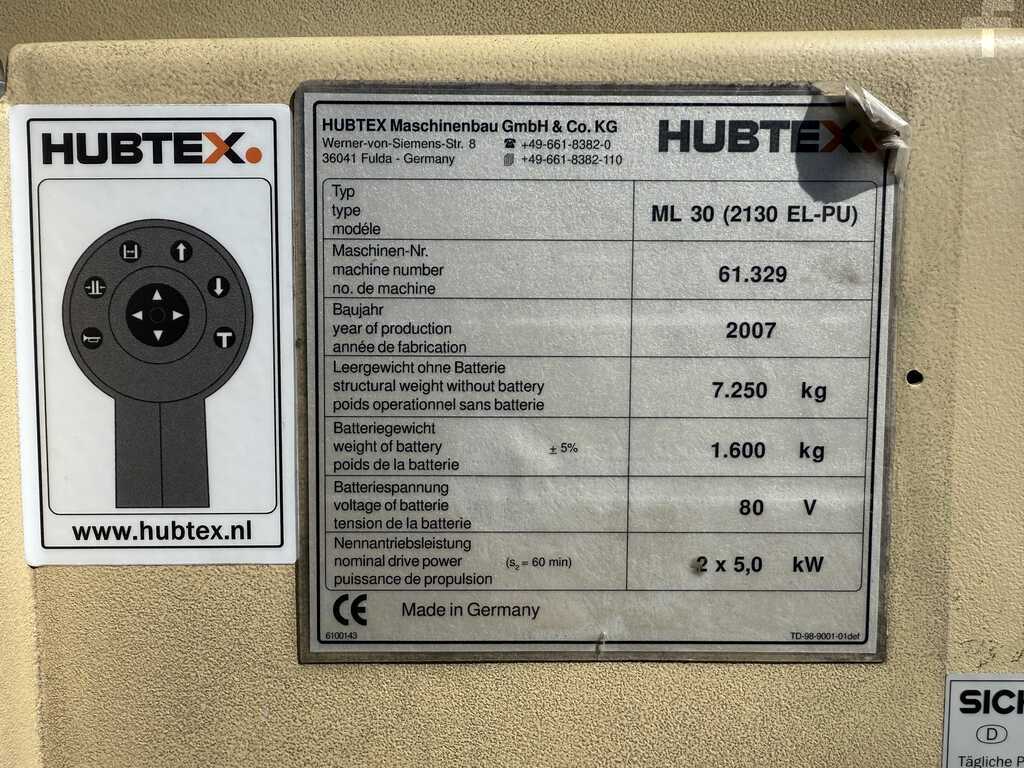 HUBTEX
www.hubtex.nl
HUBTEX Maschinenbau GmbH & Co. KG
Werner-von-Siemens-Str. 8 ☎ +49-661-8382-0
36041 Fulda - Germany +49-661-8382-110
HUBTEX
Typ
type
modéle
ML 30 (2130 EL-PU)
Maschinen-Nr.
machine number
no. de machine
61.329
Baujahr
year of production
année de fabrication
2007
Leergewicht ohne Batterie
structural weight without battery
poids operationnel sans batterie
7.250 kg
Batteriegewicht
weight of battery ± 5%
poids de la batterie
1.600 kg
Batteriespannung
voltage of batterie
tension de la batterie
80 V
Nennantriebsleistung
nominal drive power (s₂ = 60 min)
puissance de propulsion
2 x 5,0 kW
CE Made in Germany
6100143 TD-98-9001-01def
SICH
D
Tägliche P